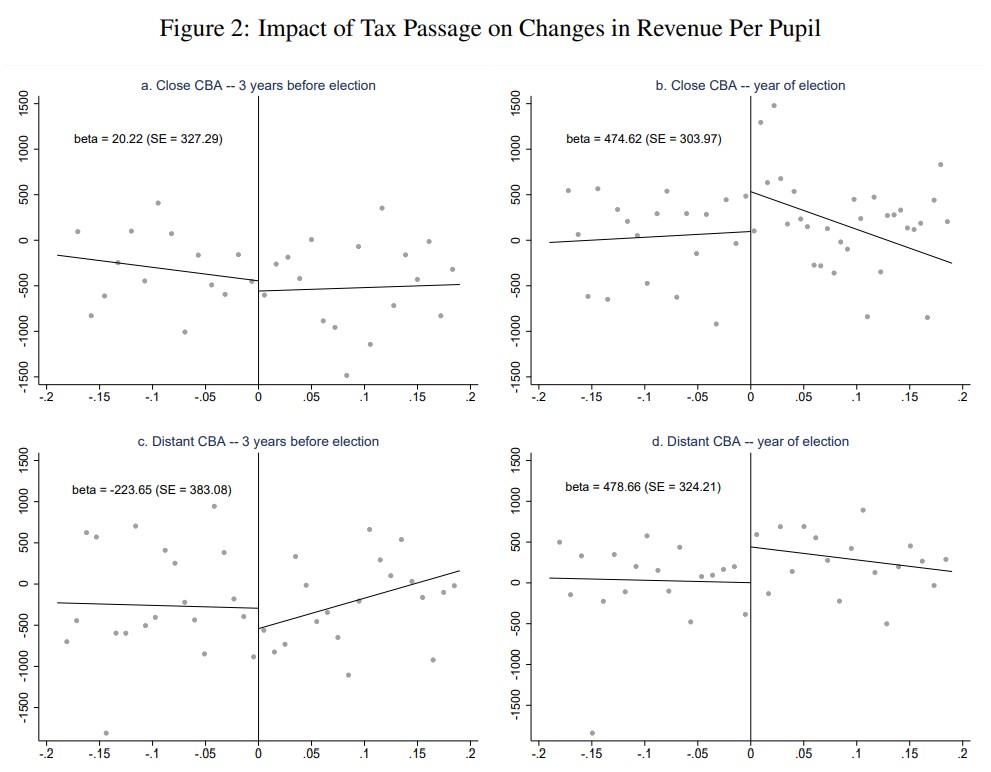 Figure 2: Impact of Tax Passage on Changes in Revenue Per Pupil
a. Close CBA -- 3 years before election
1500
1000
500
0
-500
-1000
-1500
beta = 20.22 (SE = 327.29)
-.2 -.15 -.1 -.05 0 .05 .1 .15 .2
b. Close CBA -- year of election
1500
1000
500
0
-500
-1000
-1500
beta = 474.62 (SE = 303.97)
-.2 -.15 -.1 -.05 0 .05 .1 .15 .2
c. Distant CBA -- 3 years before election
1500
1000
500
0
-500
-1000
-1500
beta = -223.65 (SE = 383.08)
-.2 -.15 -.1 -.05 0 .05 .1 .15 .2
d. Distant CBA -- year of election
1500
1000
500
0
-500
-1000
-1500
beta = 478.66 (SE = 324.21)
-.2 -.15 -.1 -.05 0 .05 .1 .15 .2